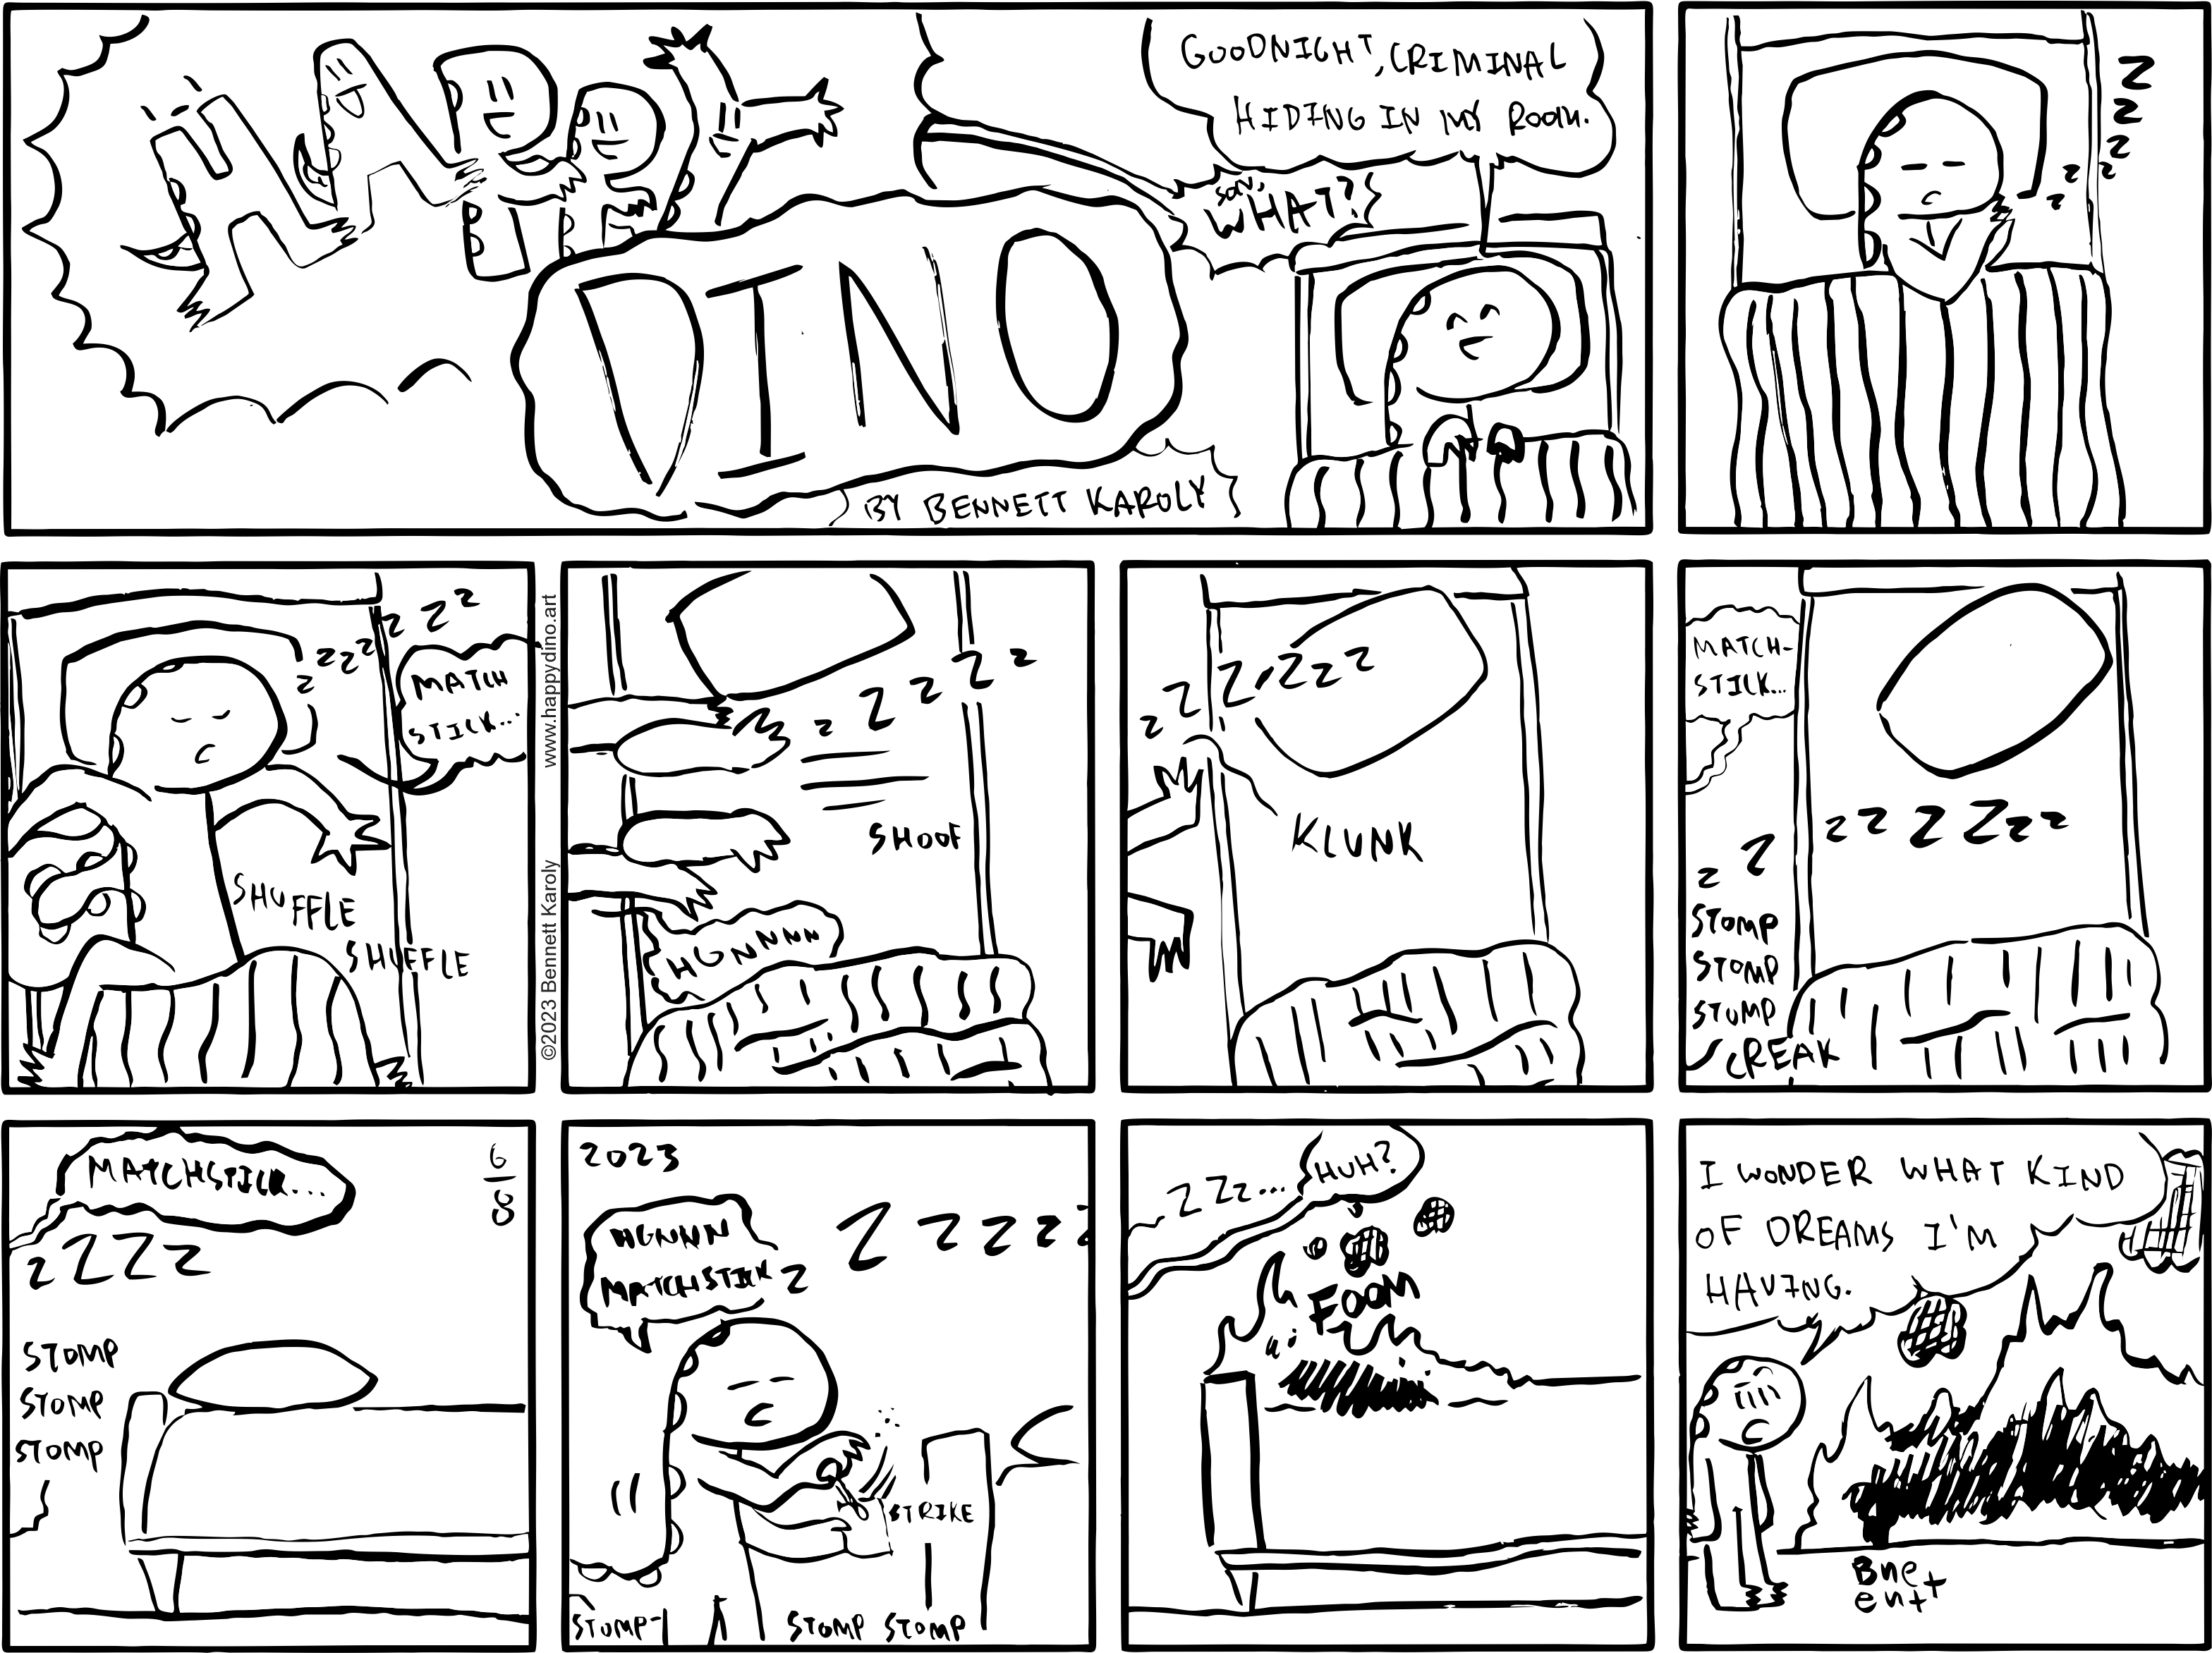 HAPPY
DINO
BY BENNETT KAROLY
GOODNIGHT, CRIMINAL
HIDING IN MY ROOM.
SON,
WHAT?
Z
Z
Z
Z Z
Z
Z Z Z Z Z Z Z
MATCH
STICK...
SHUFFLE
SHUFFLE
www.happydino.art
©2023 Bennett Karoly
Z Z Z Z Z
SHOOF
HGNNNN
Z Z Z Z Z Z
KLUNK
MATCH-
STICK...
Z Z Z Z Z Z Z Z
STOMP
STOMP
STOMP
CREAK
MATCHSTICK...
6/8
Z Z Z Z
STOMP
STOMP
STOMP
2023
HGNNN
MATCHSTICK
Z Z Z Z Z Z
STRIKE
STOMP
STOMP STOMP
Z Z Z Z...
HUH?
FOOM
I WONDER WHAT KIND
OF DREAMS I'M
HAVING.
Bne
en++